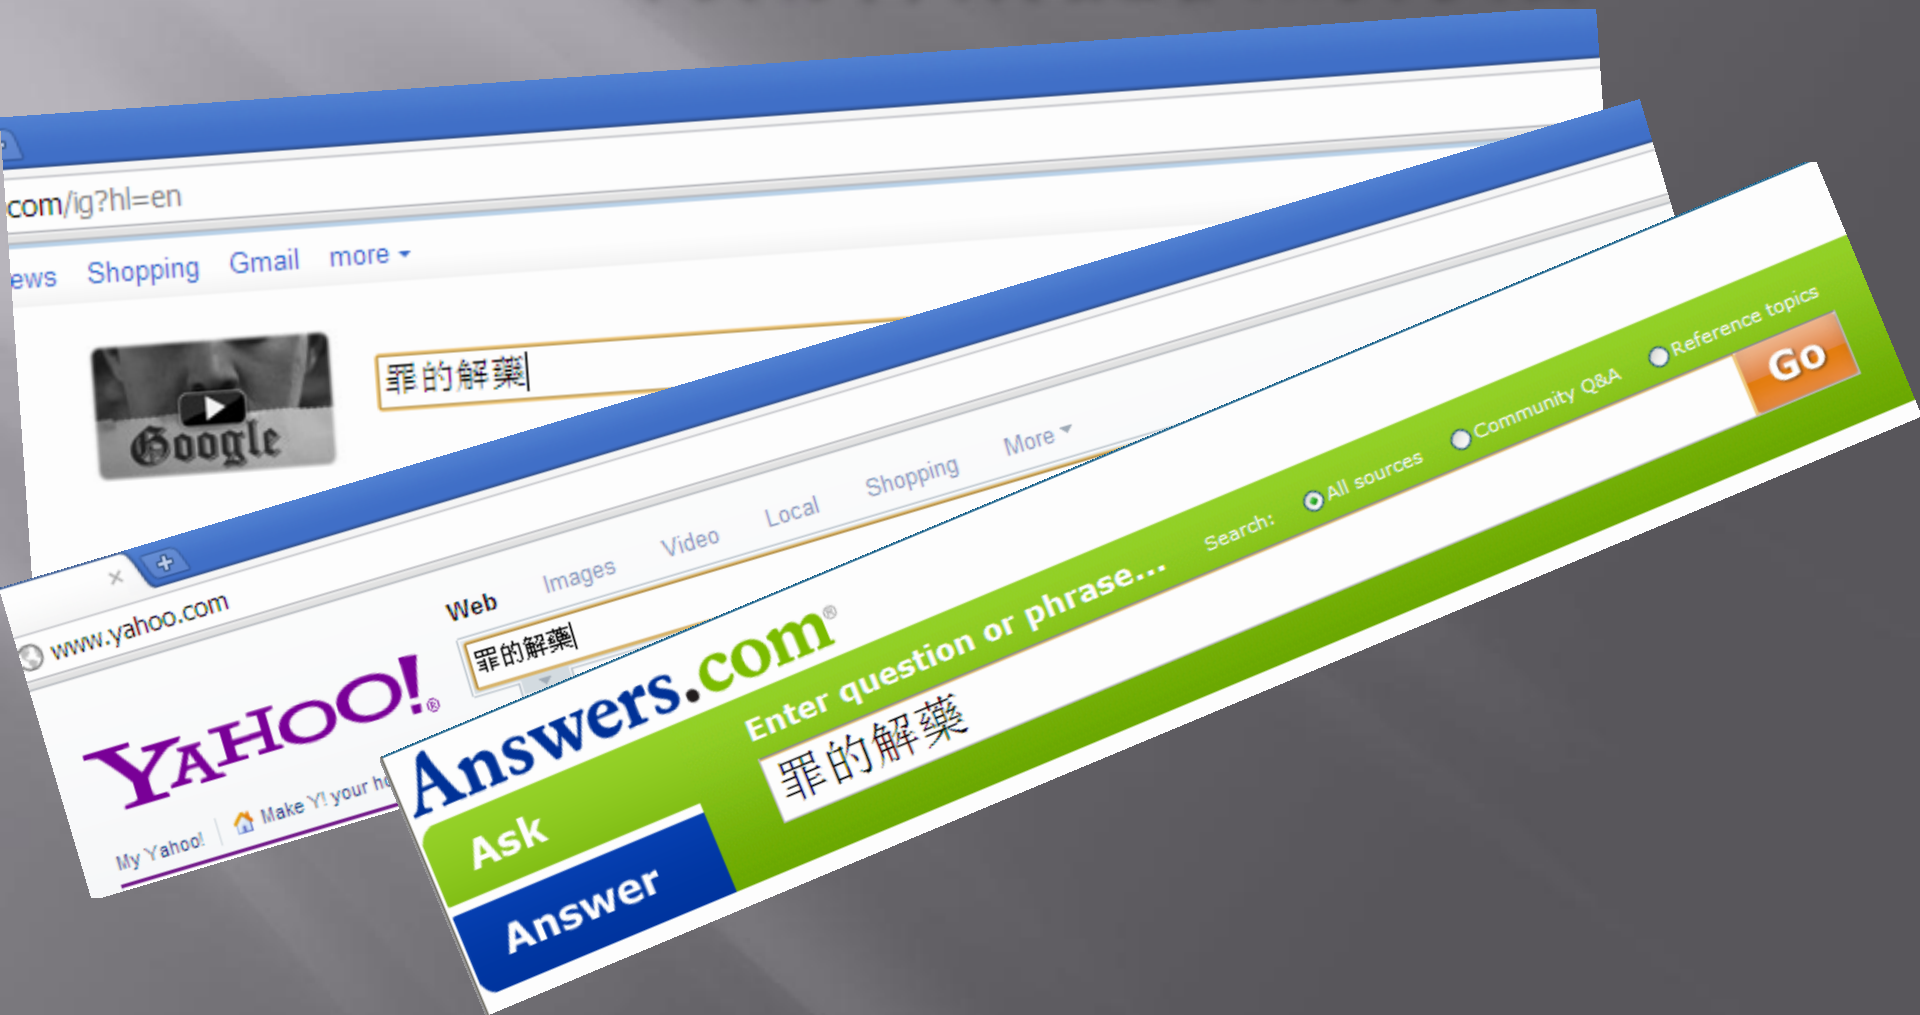 com/ig?hl=en
ews Shopping Gmail more
Google
罪的解藥
www.yahoo.com
Web Images Video Local Shopping More
罪的解藥
YAHOO!®
My Yahoo! Make Y! your ho
Answers.com®
Enter question or phrase... Search: All sources Community Q&A Reference topics
罪的解藥 Go
Ask
Answer